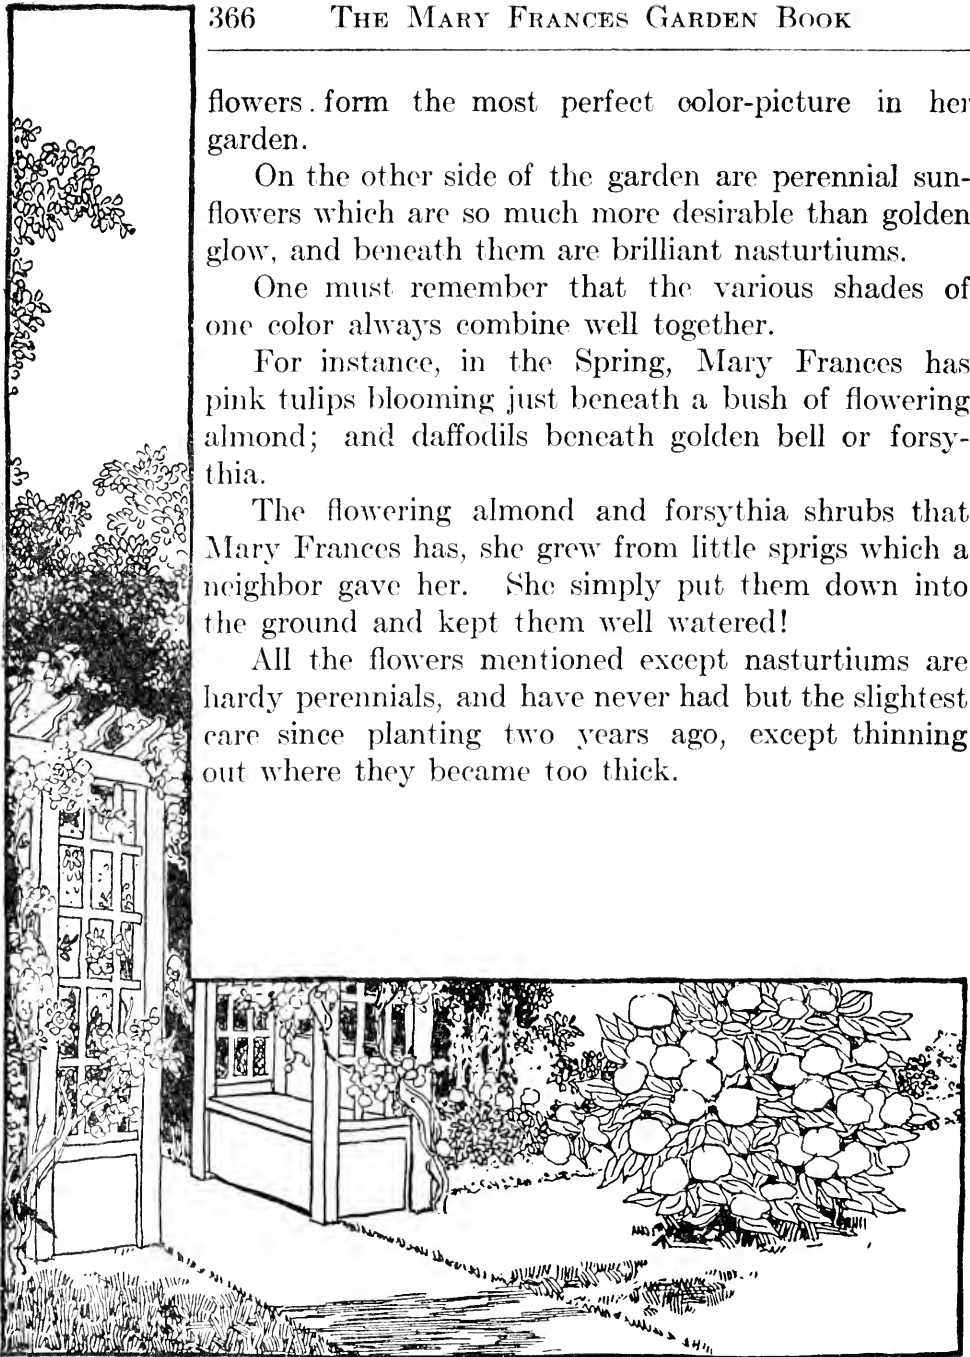 366 The Mary Frances Garden Book
flowers. form the most perfect color-picture in her
garden.
On the other side of the garden are perennial sun-
flowers which are so much more desirable than golden
glow, and beneath them are brilliant nasturtiums.
One must remember that the various shades of
one color always combine well together.
For instance, in the Spring, Mary Frances has
pink tulips blooming just beneath a bush of flowering
almond; and daffodils beneath golden bell or forsy-
thia.
The flowering almond and forsythia shrubs that
Mary Frances has, she grew from little sprigs which a
neighbor gave her. She simply put them down into
the ground and kept them well watered!
All the flowers mentioned except nasturtiums are
hardy perennials, and have never had but the slightest
care since planting two years ago, except thinning
out where they became too thick.